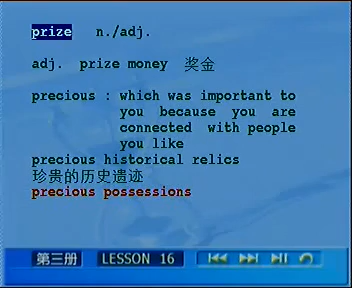 prize n./adj.
adj. prize money 奖金
precious : which was important to
you because you are
connected with people
you like
precious historical relics
珍贵的历史遗迹
precious possessions
第三册 LESSON 16